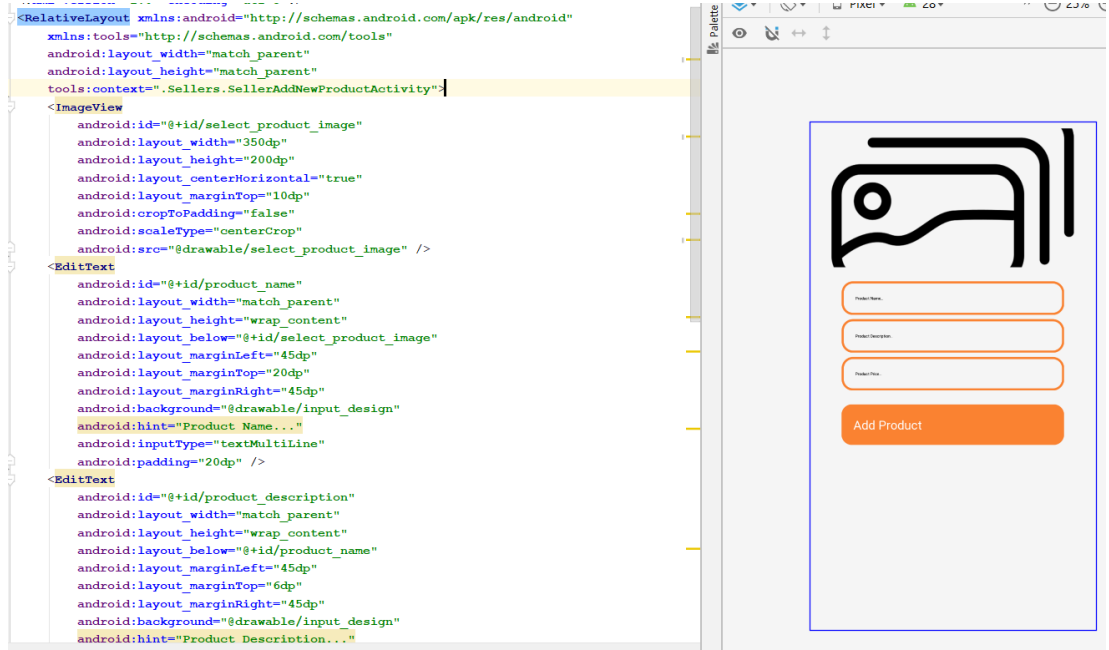 <RelativeLayout xmlns:android="http://schemas.android.com/apk/res/android"
xmlns:tools="http://schemas.android.com/tools"
android:layout_width="match_parent"
android:layout_height="match_parent"
tools:context=".Sellers.SellerAddNewProductActivity">
<ImageView
android:id="@+id/select_product_image"
android:layout_width="350dp"
android:layout_height="200dp"
android:layout_centerHorizontal="true"
android:layout_marginTop="10dp"
android:cropToPadding="false"
android:scaleType="centerCrop"
android:src="@drawable/select_product_image" />
<EditText
android:id="@+id/product_name"
android:layout_width="match_parent"
android:layout_height="wrap_content"
android:layout_below="@+id/select_product_image"
android:layout_marginLeft="45dp"
android:layout_marginTop="20dp"
android:layout_marginRight="45dp"
android:background="@drawable/input_design"
android:hint="Product Name..."
android:inputType="textMultiLine"
android:padding="20dp" />
<EditText
android:id="@+id/product_description"
android:layout_width="match_parent"
android:layout_height="wrap_content"
android:layout_below="@+id/product_name"
android:layout_marginLeft="45dp"
android:layout_marginTop="6dp"
android:layout_marginRight="45dp"
android:background="@drawable/input_design"
android:hint="Product Description..."
Palette
Pixel
28
25%
Product Name...
Product Description...
Product Price...
Add Product